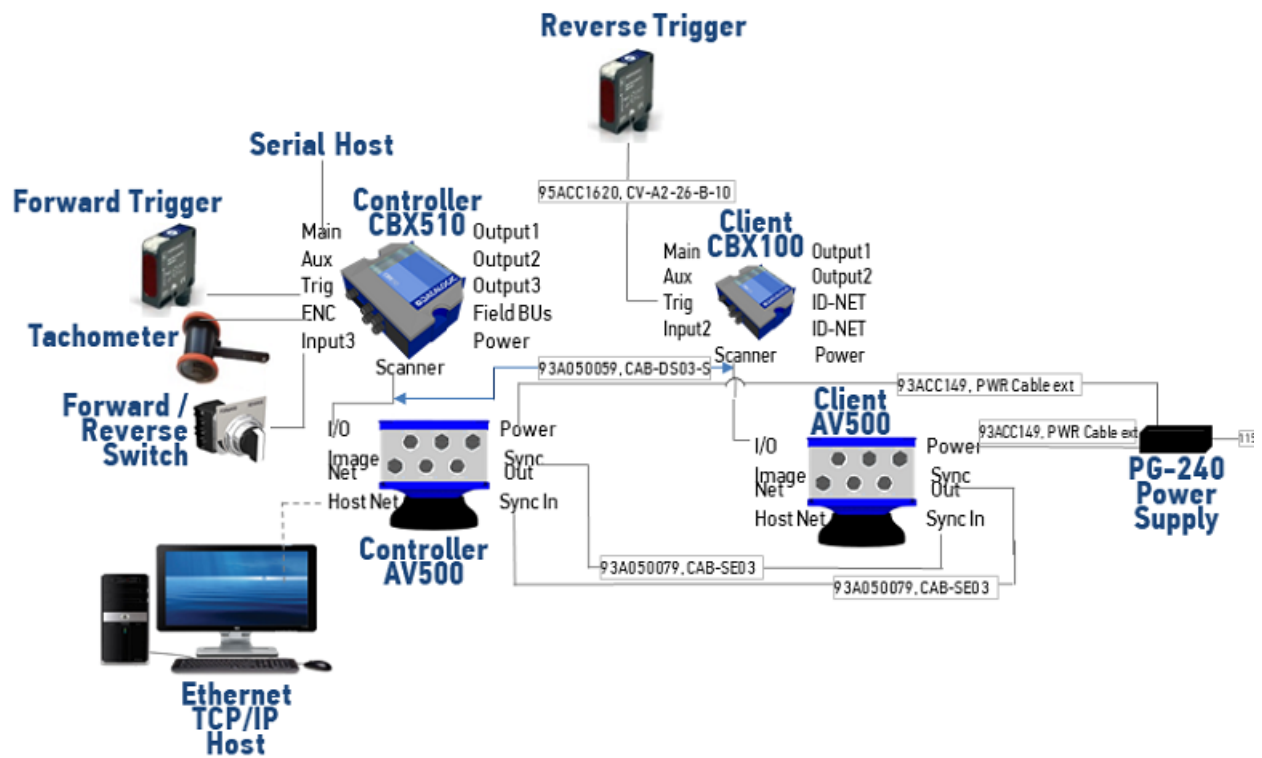 Reverse Trigger
Serial Host
95ACC1620, CV-A2-26-B-10
Forward Trigger
Controller
CBX510
Main
Aux
Trig
ENC
Input3
Output1
Output2
Output3
Field BUs
Power
Scanner
Client
CBX100
Main
Aux
Trig
Input2
Output1
Output2
ID-NET
ID-NET
Power
Scanner
Tachometer
Forward /
Reverse
Switch
93A050059, CAB-DS03-S
93ACC149, PWR Cable ext
93ACC149, PWR Cable ext
I/O
Image
Net
Host Net
Power
Sync
Out
Sync In
Controller
AV500
Client
AV500
I/O
Image
Net
Host Net
Power
Sync
Out
Sync In
115
PG-240
Power
Supply
93A050079, CAB-SE03
93A050079, CAB-SE03
Ethernet
TCP/IP
Host